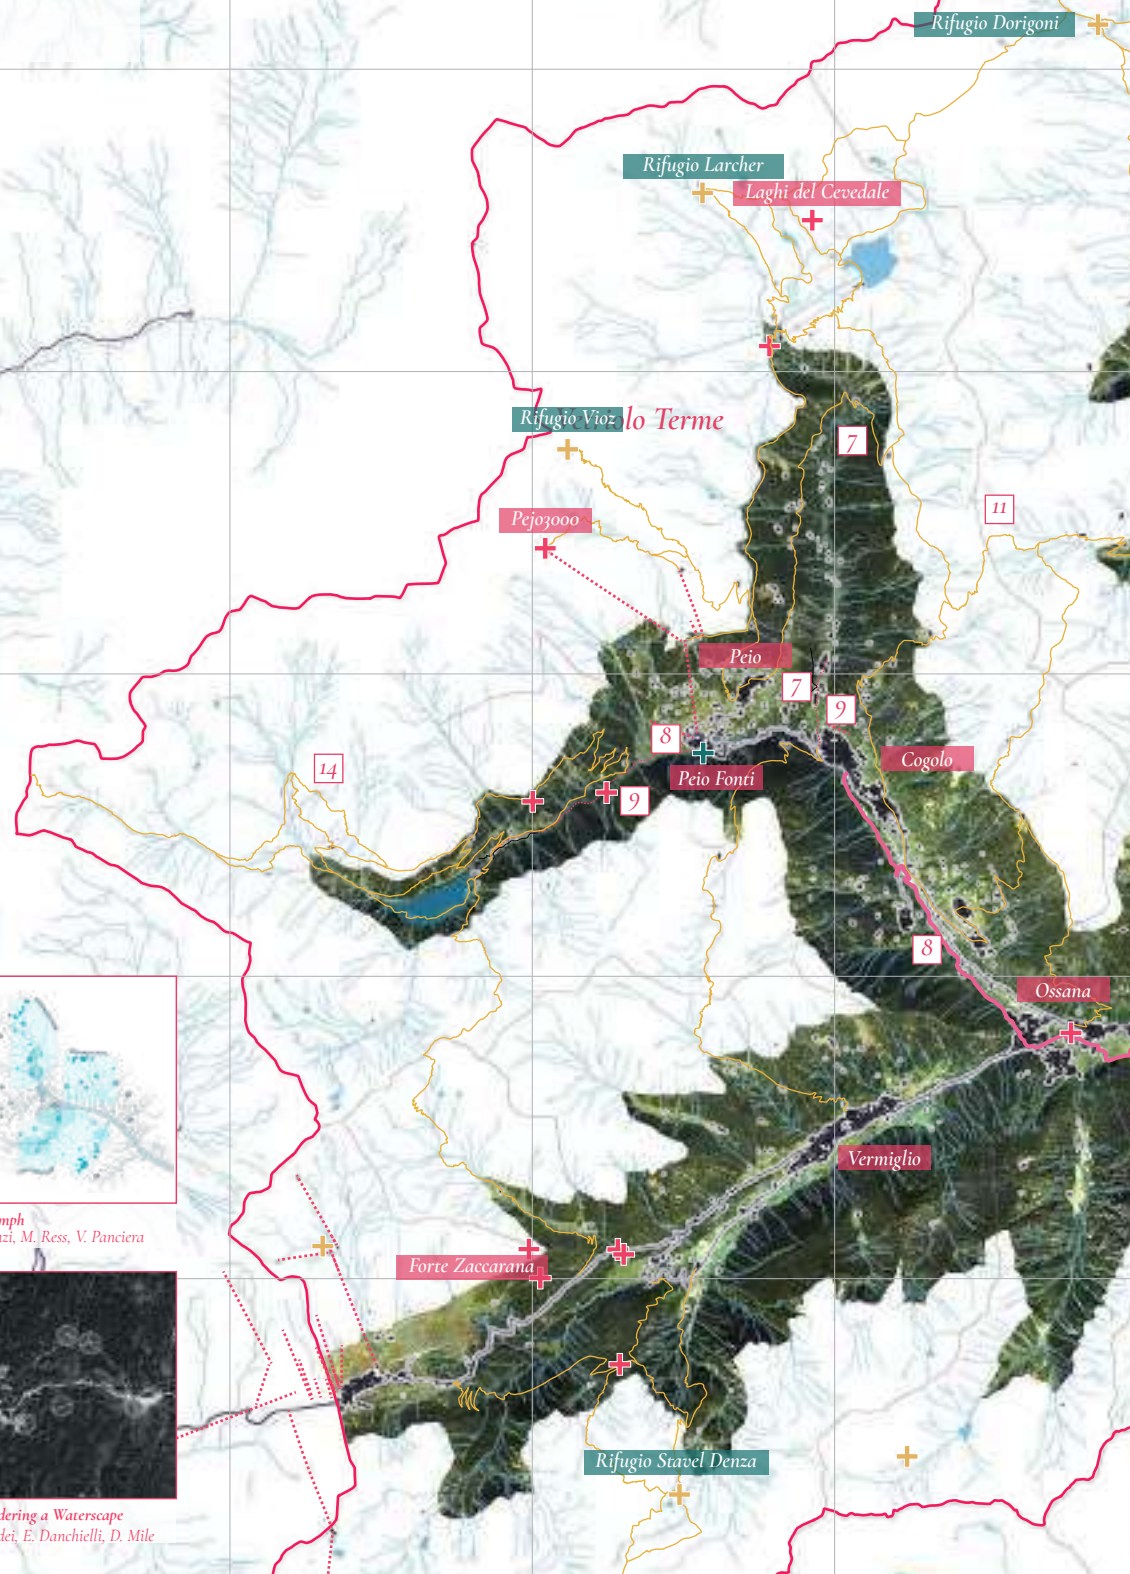 Rifugio Dorigoni
Rifugio Larcher
Laghi del Cevedale
Rifugio Vioz
lo Terme
7
11
Pejo3000
Peio
7
9
8
Peio Fonti
Cogolo
14
9
8
Ossana
Vermiglio
mph
nzi, M. Ress, V. Panciera
Forte Zaccarana
Rifugio Stavel Denza
dering a Waterscape
dei, E. Danchielli, D. Mile